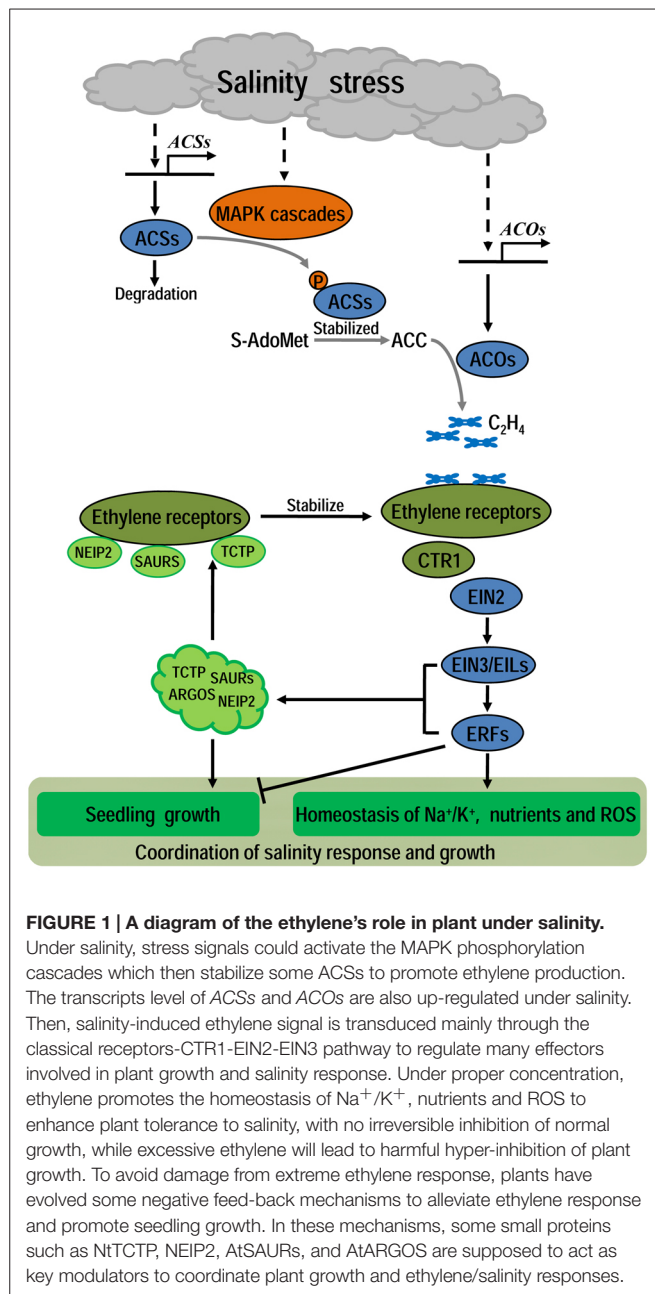 Salinity stress
ACSs
ACOs
MAPK cascades
ACSs
Degradation
P
ACSs
S-AdoMet Stabilized ACC
ACOs
C₂H₄
Ethylene receptors Stabilize Ethylene receptors
NEIP2 SAURS TCTP
CTR1
EIN2
TCTP SAURs
ARGOS NEIP2
EIN3/EILs
ERFs
Seedling growth Homeostasis of Na⁺/K⁺, nutrients and ROS
Coordination of salinity response and growth
FIGURE 1 | A diagram of the ethylene's role in plant under salinity.
Under salinity, stress signals could activate the MAPK phosphorylation
cascades which then stabilize some ACSs to promote ethylene production.
The transcripts level of ACSs and ACOs are also up-regulated under salinity.
Then, salinity-induced ethylene signal is transduced mainly through the
classical receptors-CTR1-EIN2-EIN3 pathway to regulate many effectors
involved in plant growth and salinity response. Under proper concentration,
ethylene promotes the homeostasis of Na⁺/K⁺, nutrients and ROS to
enhance plant tolerance to salinity, with no irreversible inhibition of normal
growth, while excessive ethylene will lead to harmful hyper-inhibition of plant
growth. To avoid damage from extreme ethylene response, plants have
evolved some negative feed-back mechanisms to alleviate ethylene response
and promote seedling growth. In these mechanisms, some small proteins
such as NtTCTP, NEIP2, AtSAURs, and AtARGOS are supposed to act as
key modulators to coordinate plant growth and ethylene/salinity responses.